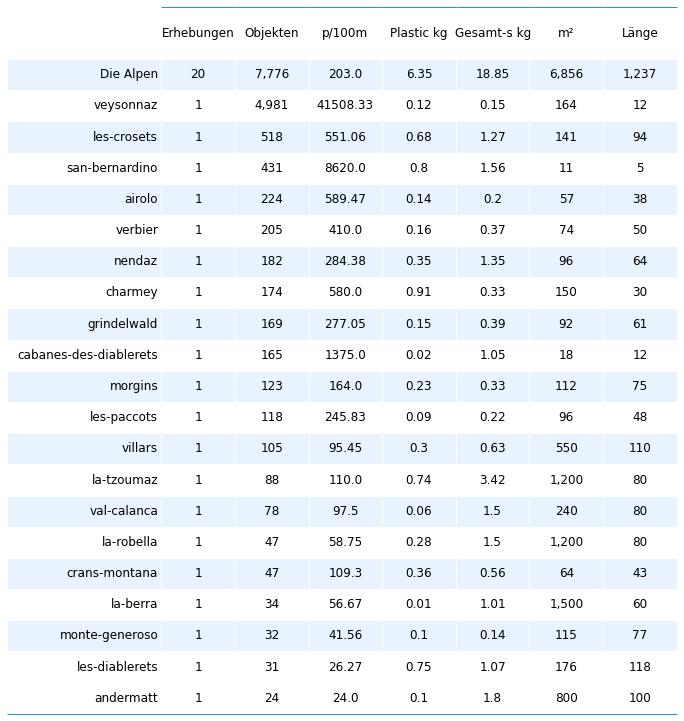 Erhebungen Objekten p/100m Plastic kg Gesamt-s kg m² Länge
Die Alpen 20 7,776 203.0 6.35 18.85 6,856 1,237
veysonnaz 1 4,981 41508.33 0.12 0.15 164 12
les-crosets 1 518 551.06 0.68 1.27 141 94
san-bernardino 1 431 8620.0 0.8 1.56 11 5
airolo 1 224 589.47 0.14 0.2 57 38
verbier 1 205 410.0 0.16 0.37 74 50
nendaz 1 182 284.38 0.35 1.35 96 64
charmey 1 174 580.0 0.91 0.33 150 30
grindelwald 1 169 277.05 0.15 0.39 92 61
cabanes-des-diablerets 1 165 1375.0 0.02 1.05 18 12
morgins 1 123 164.0 0.23 0.33 112 75
les-paccots 1 118 245.83 0.09 0.22 96 48
villars 1 105 95.45 0.3 0.63 550 110
la-tzoumaz 1 88 110.0 0.74 3.42 1,200 80
val-calanca 1 78 97.5 0.06 1.5 240 80
la-robella 1 47 58.75 0.28 1.5 1,200 80
crans-montana 1 47 109.3 0.36 0.56 64 43
la-berra 1 34 56.67 0.01 1.01 1,500 60
monte-generoso 1 32 41.56 0.1 0.14 115 77
les-diablerets 1 31 26.27 0.75 1.07 176 118
andermatt 1 24 24.0 0.1 1.8 800 100